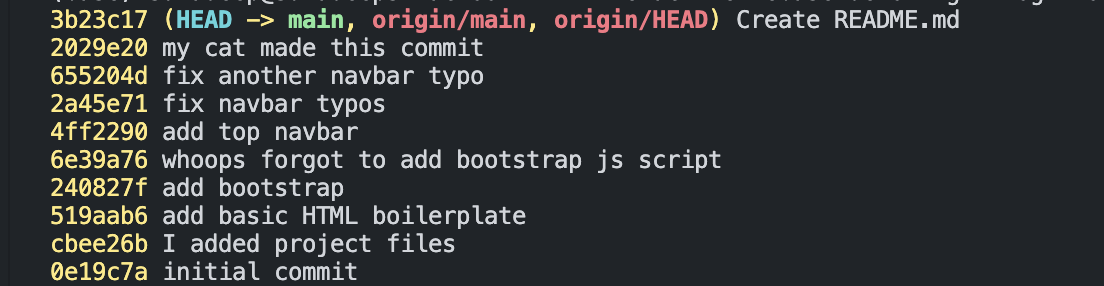 3b23c17 (HEAD -> main, origin/main, origin/HEAD) Create README.md
2029e20 my cat made this commit
655204d fix another navbar typo
2a45e71 fix navbar typos
4ff2290 add top navbar
6e39a76 whoops forgot to add bootstrap js script
240827f add bootstrap
519aab6 add basic HTML boilerplate
cbee26b I added project files
0e19c7a initial commit